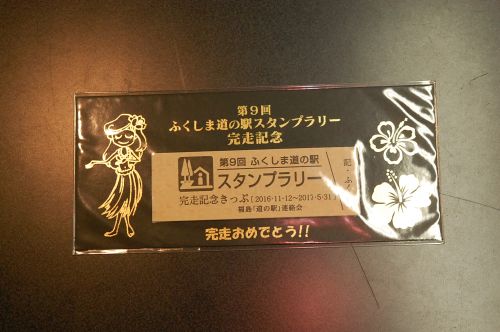 第9回
ふくしま道の駅スタンプラリー
完走記念
第9回 ふくしま道の駅
スタンプラリー
完走記念きっぷ(2016・11・12〜2017・5・31)
福島「道の駅」連絡会
記・ふ
完走おめでとう!!